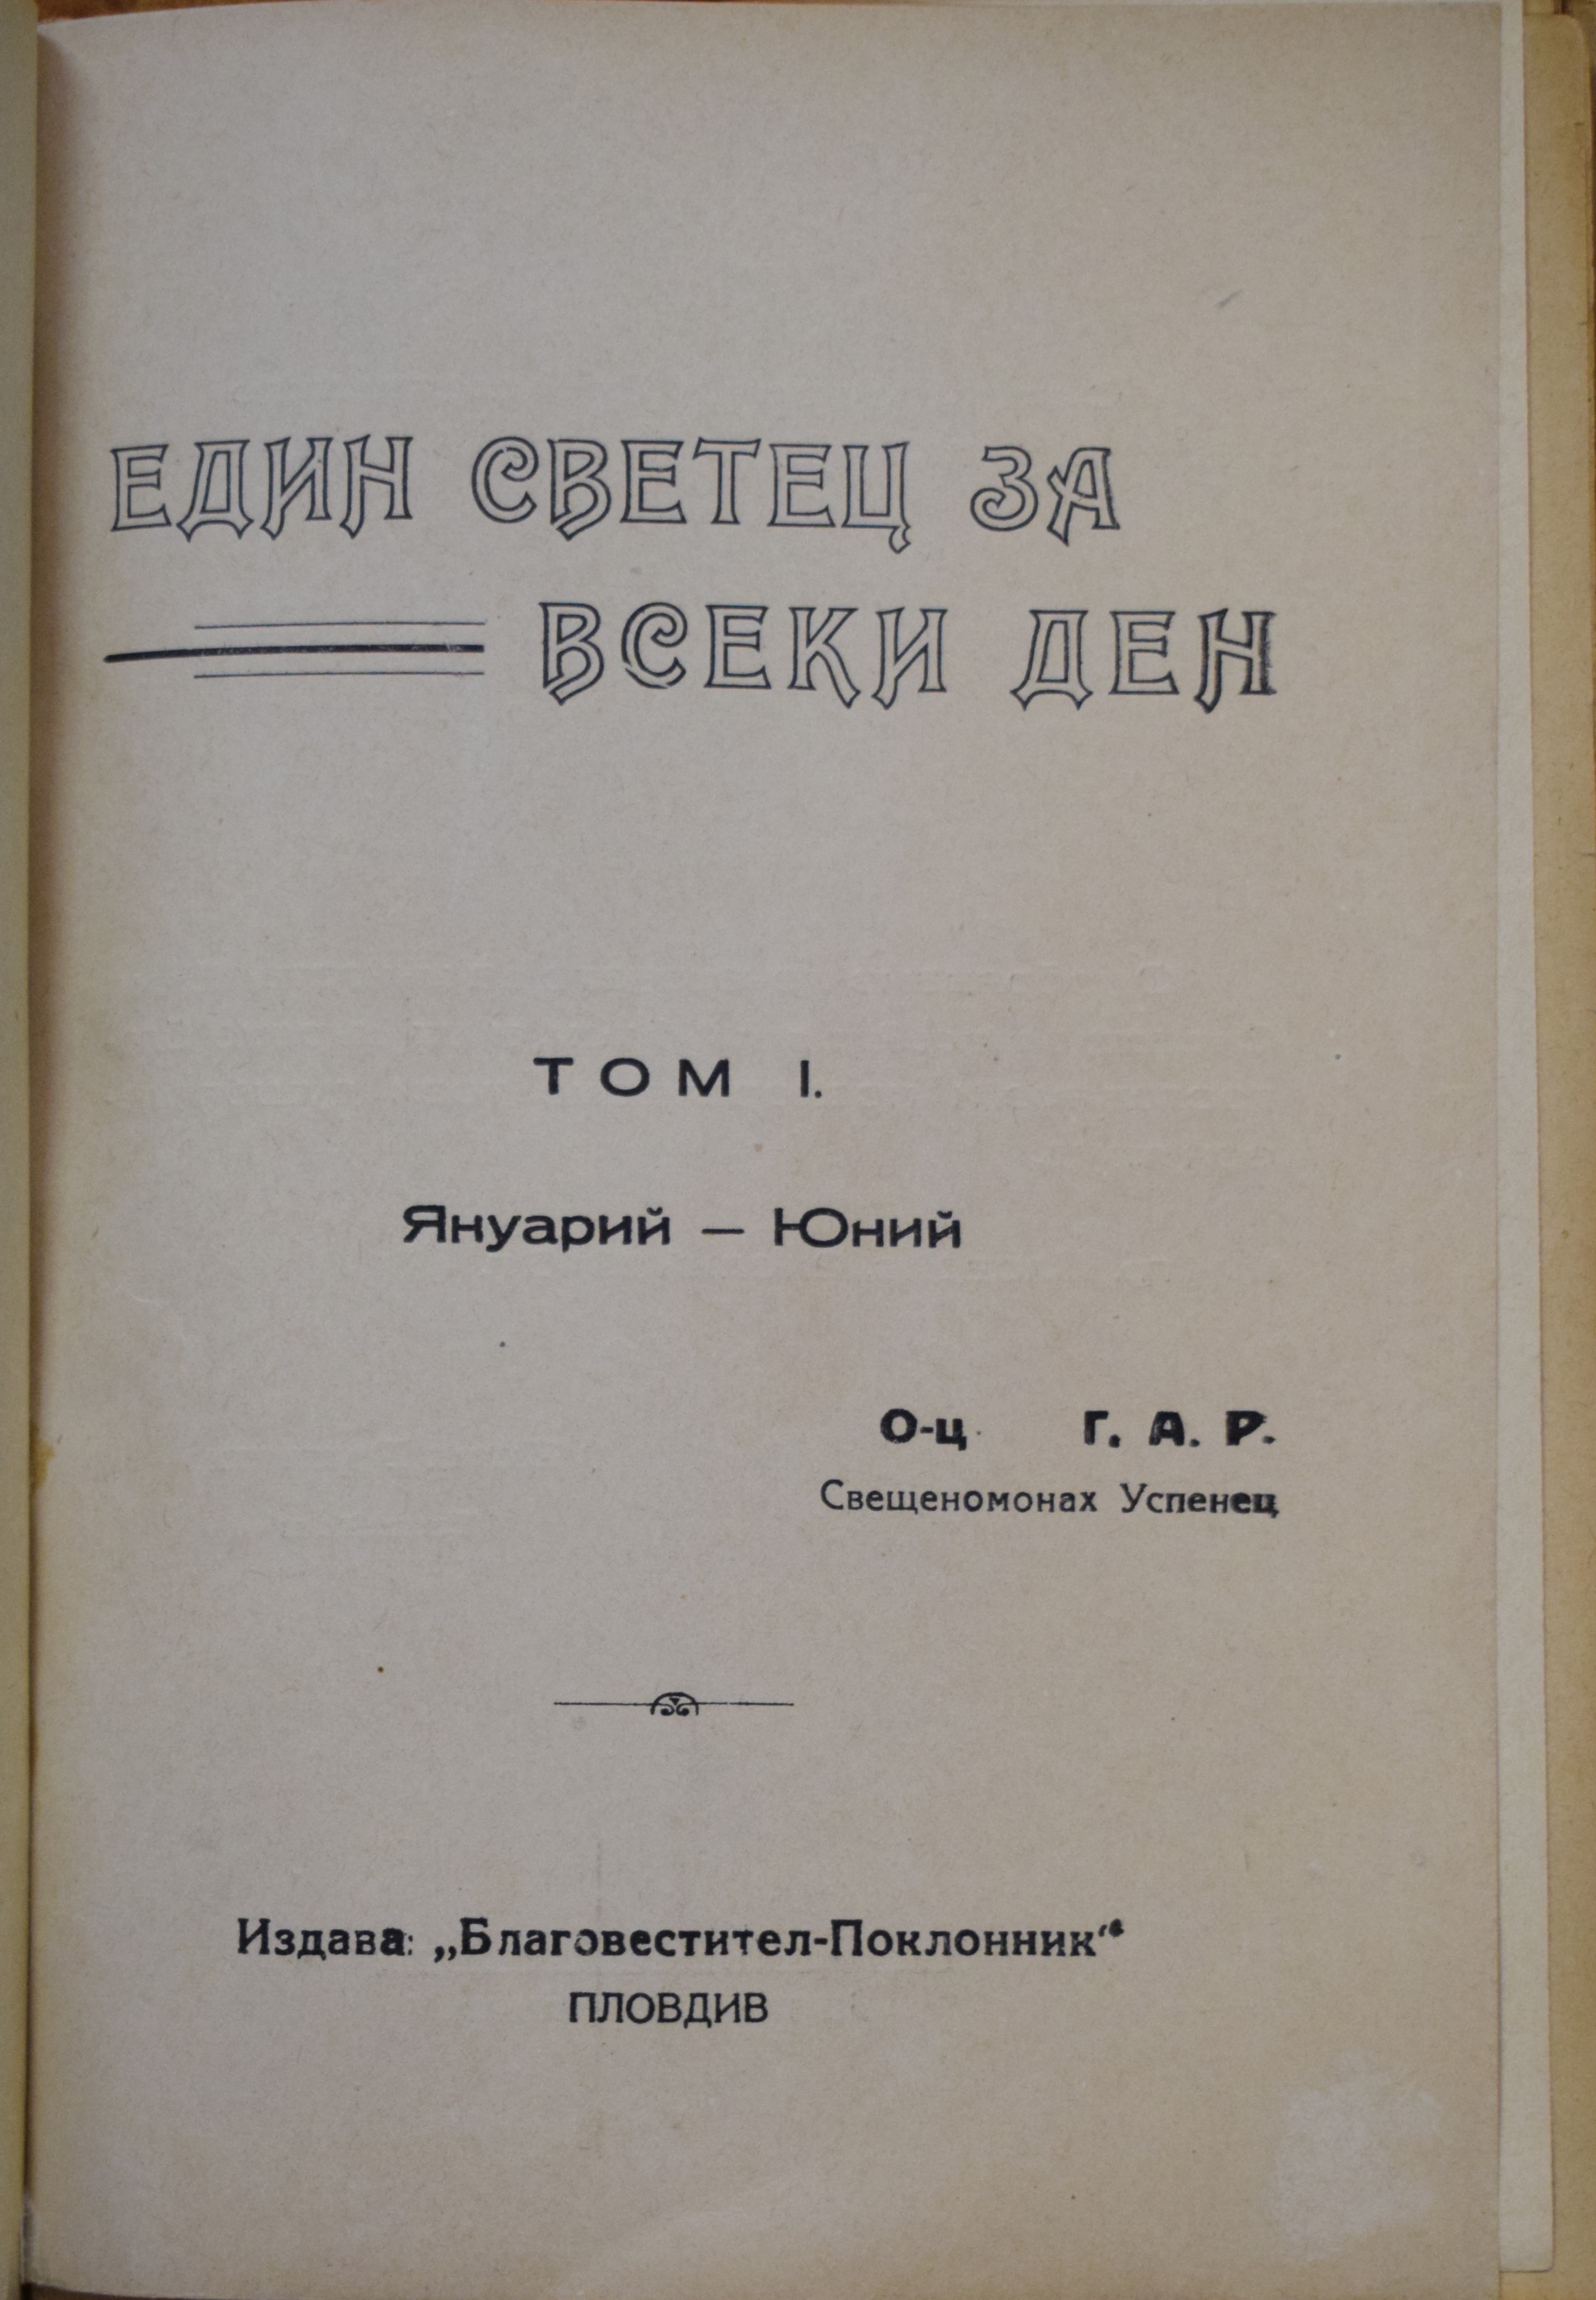 ЕДИН СВЕТЕЦ ЗА
ВСЕКИ ДЕН
ТОМ I.
Януарий – Юний
О-ц Г. А. Р.
Свещеномонах Успенец
Издава: „Благовестител-Поклонник“
ПЛОВДИВ